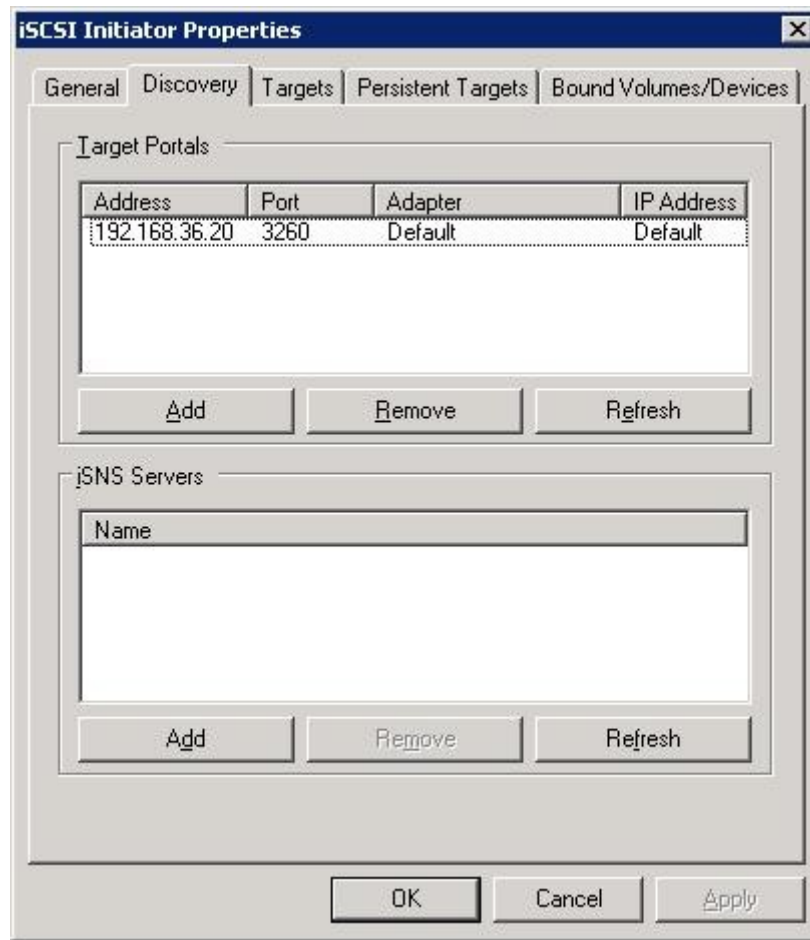 iSCSI Initiator Properties
General Discovery Targets Persistent Targets Bound Volumes/Devices
Target Portals
Address Port Adapter IP Address
192.168.36.20 3260 Default Default
Add Remove Refresh
iSNS Servers
Name
Add Remove Refresh
OK Cancel Apply